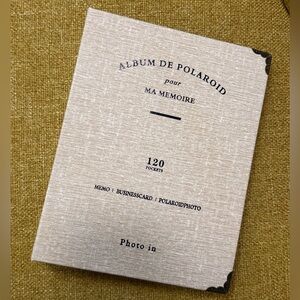 ALBUM DE POLAROID
pour
MA MEMOIRE
120
POCKETS
MEMO / BUSINESSCARD / POLAROIDPHOTO
Photo in